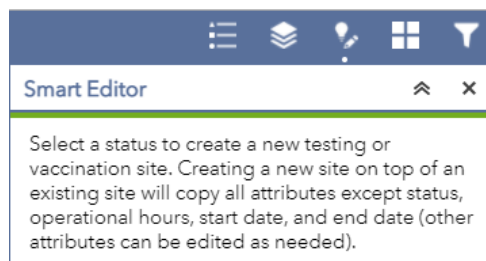 Smart Editor
Select a status to create a new testing or
vaccination site. Creating a new site on top of an
existing site will copy all attributes except status,
operational hours, start date, and end date (other
attributes can be edited as needed).